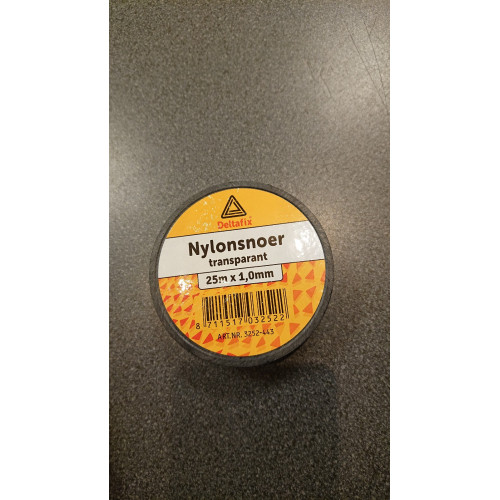 Deltafix
Nylonsnoer
transparant
25m x 1,0mm
8 711517 032522
ART.NR. 3252-443